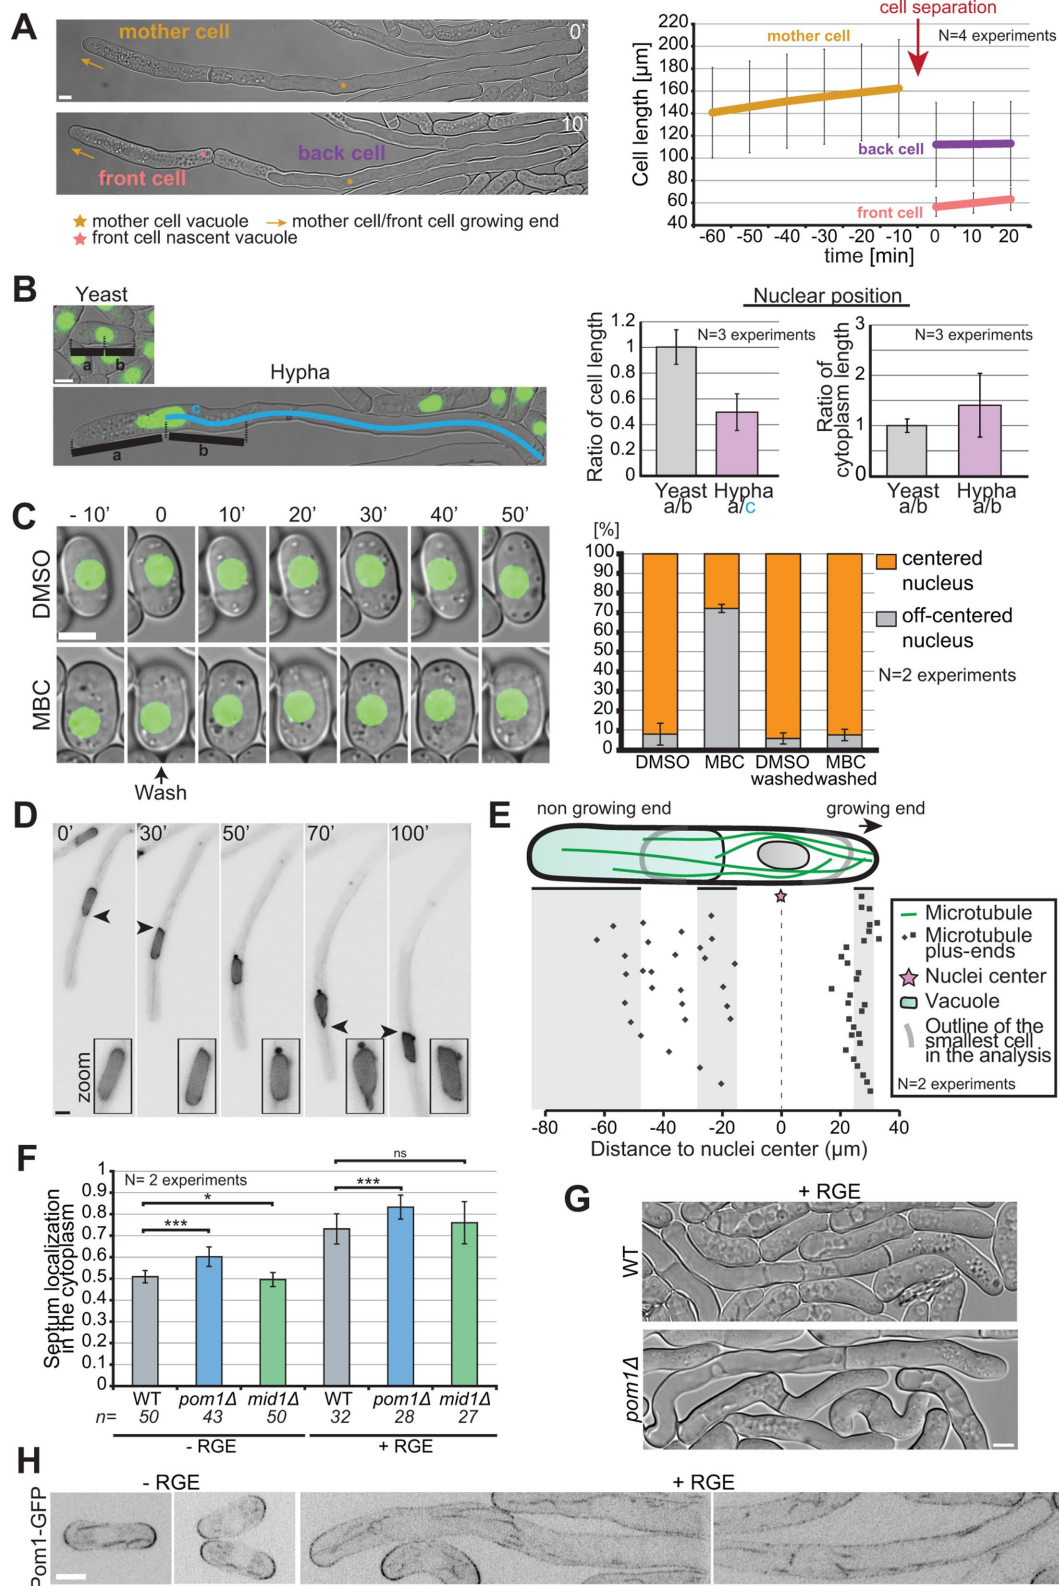 A
mother cell
0'
10'
back cell
front cell
★ mother cell vacuole → mother cell/front cell growing end
★ front cell nascent vacuole
cell separation
N=4 experiments
mother cell
back cell
front cell
Cell length [µm]
220
200
180
160
140
120
100
80
60
40
-60 -50 -40 -30 -20 -10 0 10 20
time [min]
B
Yeast
a b
Hypha
c
a b
Nuclear position
Ratio of cell length
1.2
1
0.8
0.6
0.4
0.2
0
N=3 experiments
Yeast Hypha
a/b a/c
Ratio of
cytoplasm length
3
2
1
0
N=3 experiments
Yeast Hypha
a/b a/b
C
- 10' 0 10' 20' 30' 40' 50'
DMSO
MBC
Wash
[%]
100
90
80
70
60
50
40
30
20
10
0
DMSO MBC DMSO MBC
washed washed
centered
nucleus
off-centered
nucleus
N=2 experiments
D
0' 30' 50' 70' 100'
zoom
E
non growing end growing end
Microtubule
Microtubule
plus-ends
Nuclei center
Vacuole
Outline of the
smallest cell
in the analysis
N=2 experiments
-80 -60 -40 -20 0 20 40
Distance to nuclei center (µm)
F
Septum localization
in the cytoplasm
1
0.9
0.8
0.7
0.6
0.5
0.4
0.3
0.2
0.1
0
N= 2 experiments
*
***
ns
***
WT pom1Δ mid1Δ WT pom1Δ mid1Δ
n= 50 43 50 32 28 27
- RGE + RGE
G
+ RGE
WT
pom1Δ
H
- RGE + RGE
Pom1-GFP